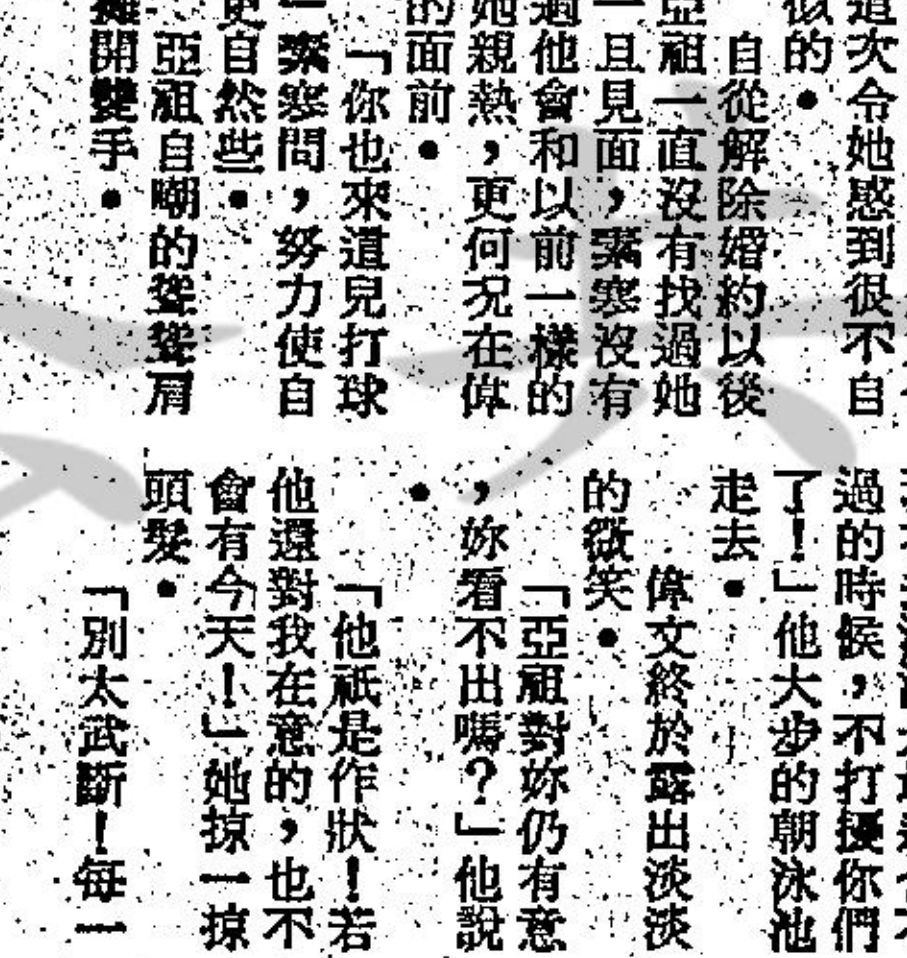 這次令她感到很不自
似的•
自從解除婚約以後
亞祖一直沒有找過她
一旦見面,寒沒有
過他會和以前一樣的
她親熱,更何況在偉
的面前•
「你也來這兒打球
寒問,努力使自
更自然些•
亞祖自嘲的聳聳肩
攤開雙手•
過的時候,不打擾你們
了!」他大步的朝泳池
走去•
偉文終於露出淡淡
的微笑•
「亞祖對妳仍有意
,妳看不出嗎?」他說
•
「他祇是作狀!若
他還對我在意的,也不
會有今天!」她掠一掠
頭髮•
「別太武斷!每一